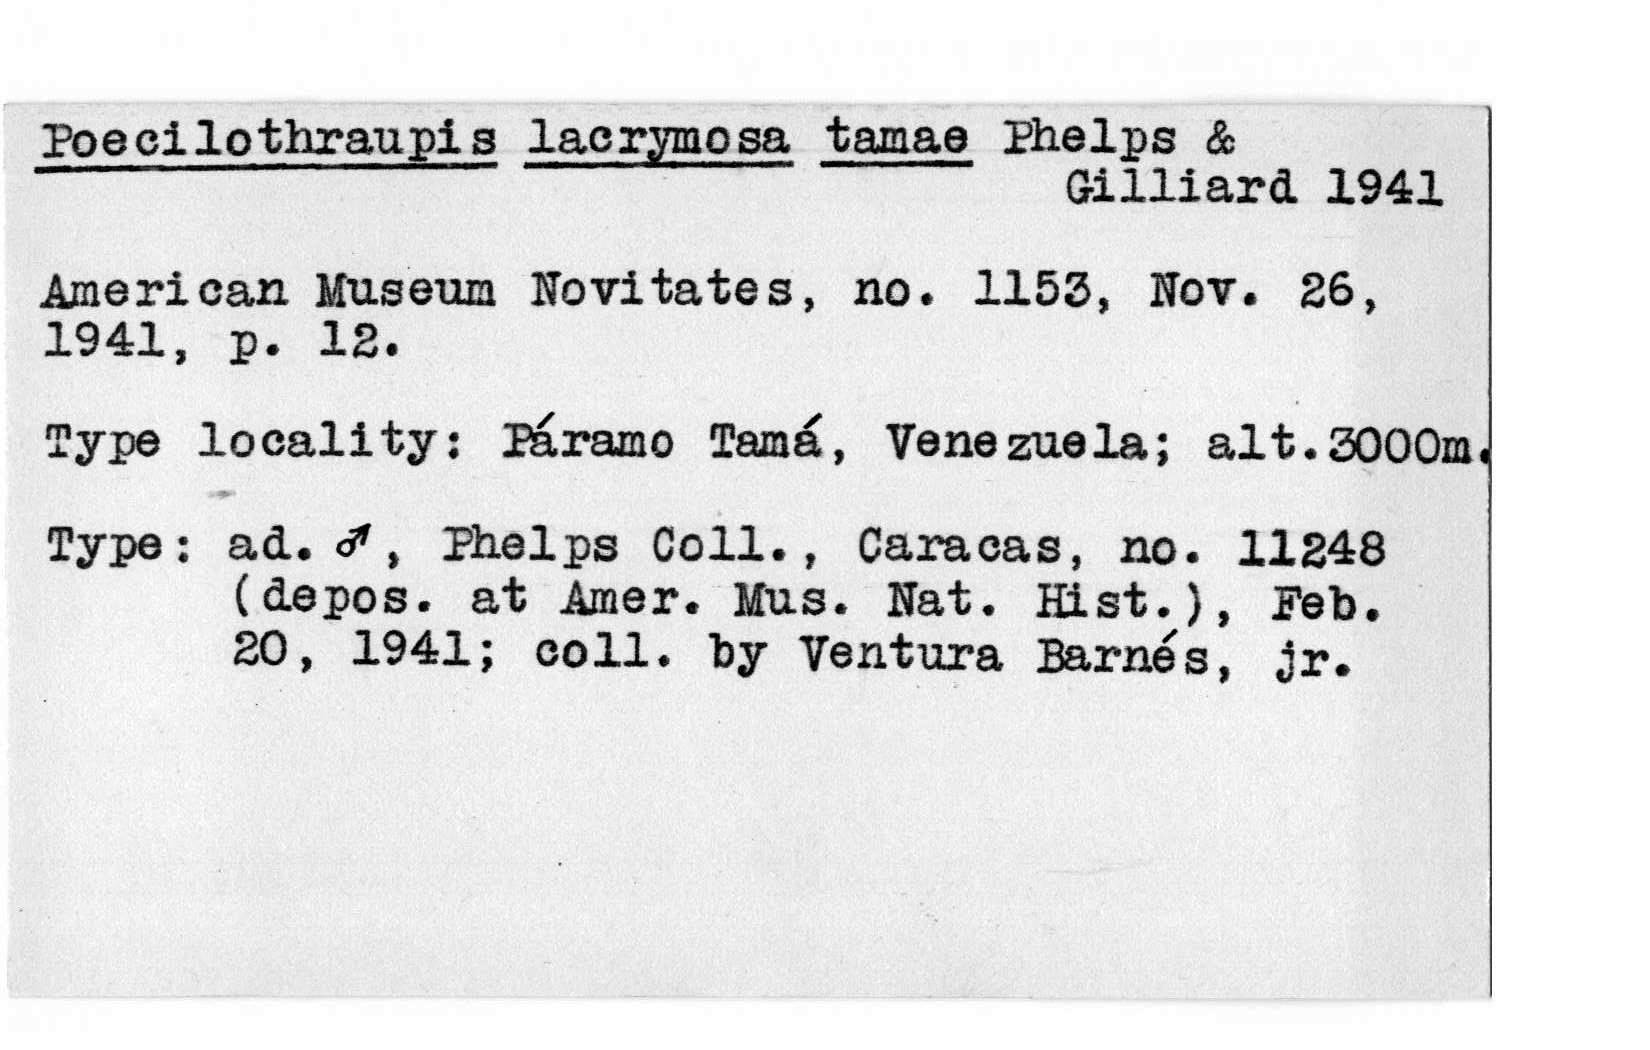 Poecilothraupis lacrymosa tamae Phelps &
Gilliard 1941
American Museum Novitates, no. 1153, Nov. 26,
1941, p. 12.
Type locality: Páramo Tamá, Venezuela; alt.3000m.
Type: ad. ♂, Phelps Coll., Caracas, no. 11248
(depos. at Amer. Mus. Nat. Hist.), Feb.
20, 1941; coll. by Ventura Barnés, jr.